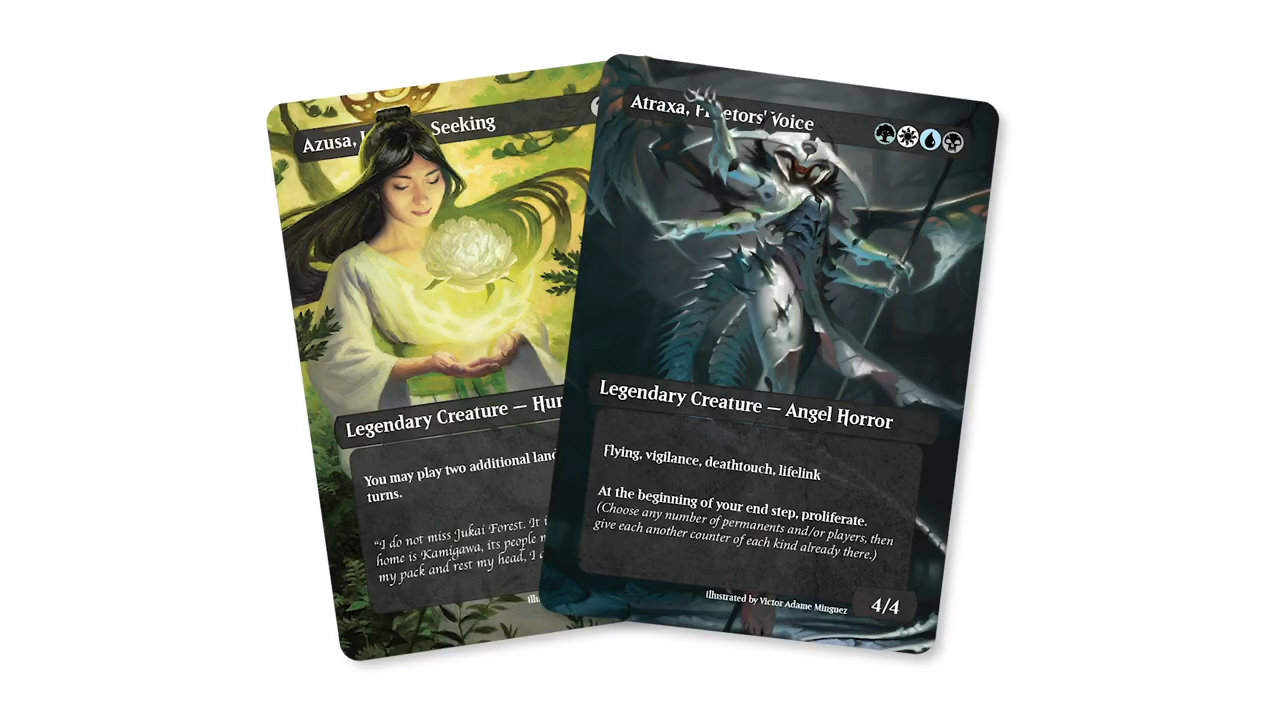 Azusa, Seeking
Legendary Creature — Hu
You may play two additional land
turns.
"I do not miss Jukai Forest. It i
home is Kamigawa, its people
my pack and rest my head, I
Illu
Atraxa, Praetors' Voice
Legendary Creature — Angel Horror
Flying, vigilance, deathtouch, lifelink
At the beginning of your end step, proliferate.
(Choose any number of permanents and/or players, then
give each another counter of each kind already there.)
Illustrated by Victor Adame Minguez
4/4